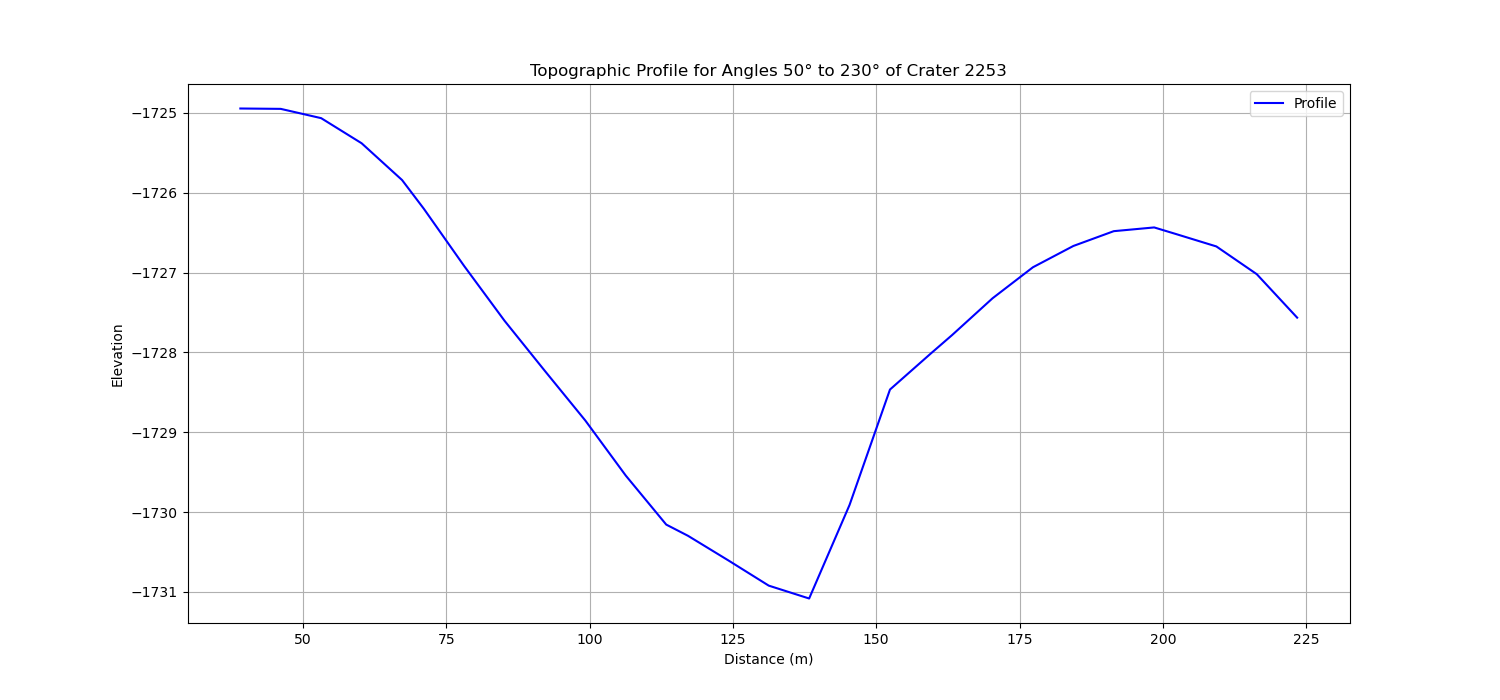 Topographic Profile for Angles 50° to 230° of Crater 2253
Profile
−1725
−1726
−1727
−1728
−1729
−1730
−1731
Elevation
50 75 100 125 150 175 200 225
Distance (m)